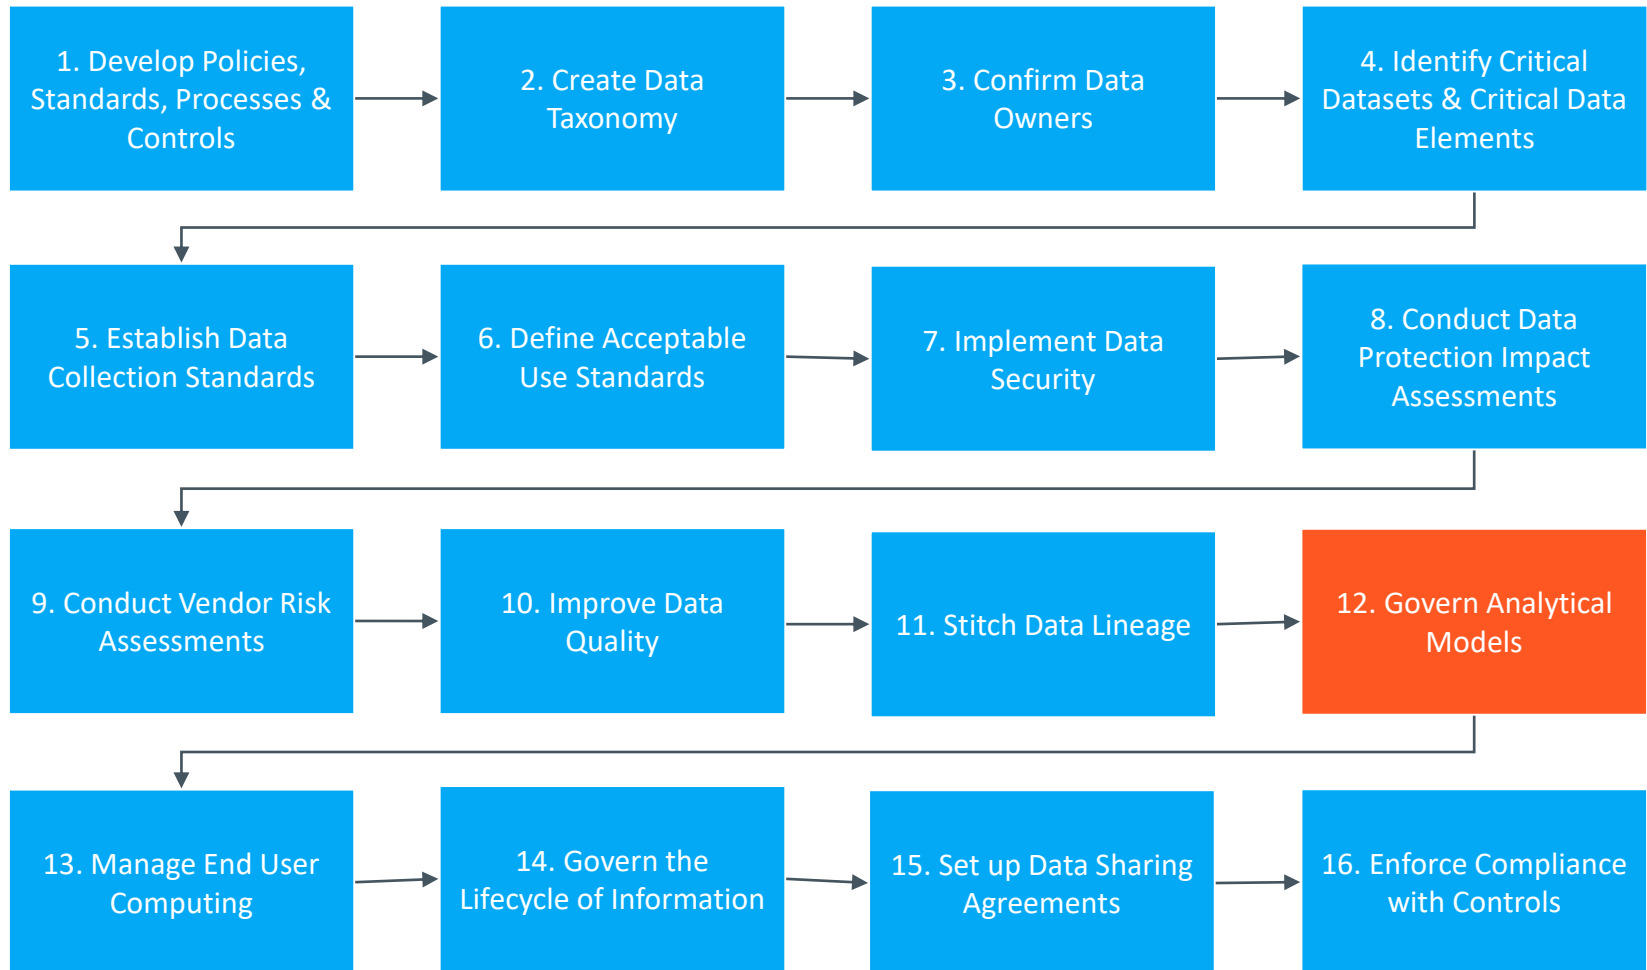 1. Develop Policies,
Standards, Processes &
Controls
2. Create Data
Taxonomy
3. Confirm Data
Owners
4. Identify Critical
Datasets & Critical Data
Elements
5. Establish Data
Collection Standards
6. Define Acceptable
Use Standards
7. Implement Data
Security
8. Conduct Data
Protection Impact
Assessments
9. Conduct Vendor Risk
Assessments
10. Improve Data
Quality
11. Stitch Data Lineage
12. Govern Analytical
Models
13. Manage End User
Computing
14. Govern the
Lifecycle of Information
15. Set up Data Sharing
Agreements
16. Enforce Compliance
with Controls